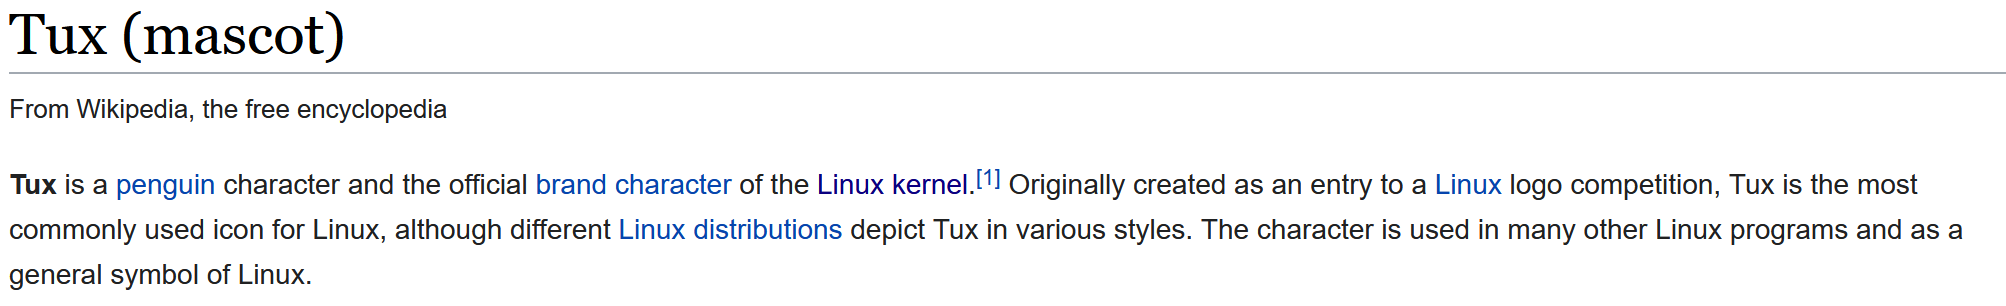 Tux (mascot)
From Wikipedia, the free encyclopedia
Tux is a penguin character and the official brand character of the Linux kernel.[1] Originally created as an entry to a Linux logo competition, Tux is the most
commonly used icon for Linux, although different Linux distributions depict Tux in various styles. The character is used in many other Linux programs and as a
general symbol of Linux.